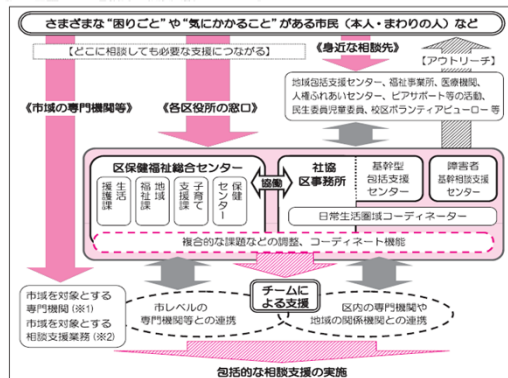 さまざまな“困りごと”や“気にかかること”がある市民（本人・まわりの人）など
【どこに相談しても必要な支援につながる】
《身近な相談先》
【アウトリーチ】
地域包括支援センター、福祉事業所、医療機関、
人権ふれあいセンター、ピアサポート等の活動、
民生委員児童委員、校区ボランティアビューロー 等
《市域の専門機関等》
《各区役所の窓口》
区保健福祉総合センター
生活
援護課
地域
福祉課
子育て
支援課
保健
センター
協働
社協
区事務所
基幹型
包括支援
センター
障害者
基幹相談支援
センター
日常生活圏域コーディネーター
複合的な課題などの調整、コーディネート機能
市域を対象とする
専門機関（※1）
市域を対象とする
相談支援業務（※2）
市レベルの
専門機関等との連携
チームに
よる支援
区内の専門機関や
地域の関係機関との連携
包括的な相談支援の実施